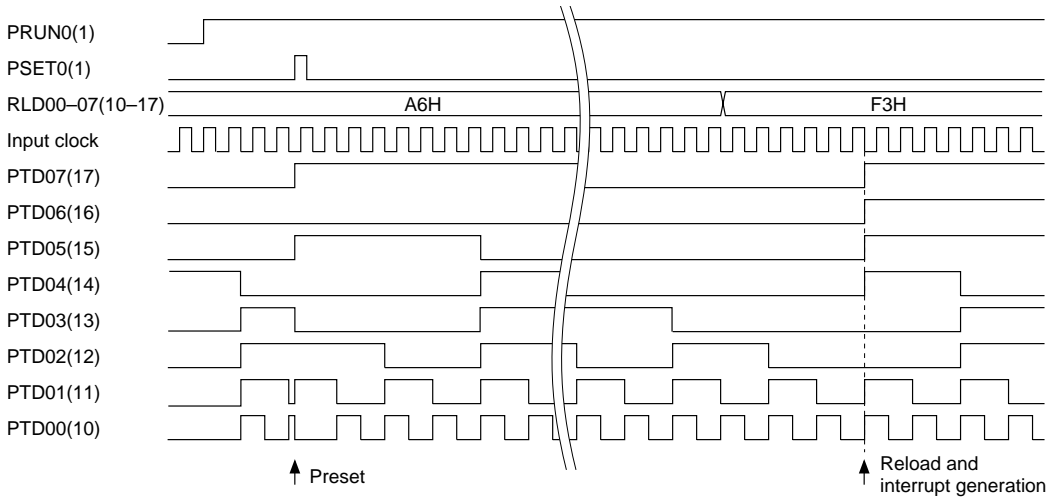 PRUN0(1)
PSET0(1)
RLD00–07(10–17)
A6H
F3H
Input clock
PTD07(17)
PTD06(16)
PTD05(15)
PTD04(14)
PTD03(13)
PTD02(12)
PTD01(11)
PTD00(10)
Preset
Reload and
interrupt generation